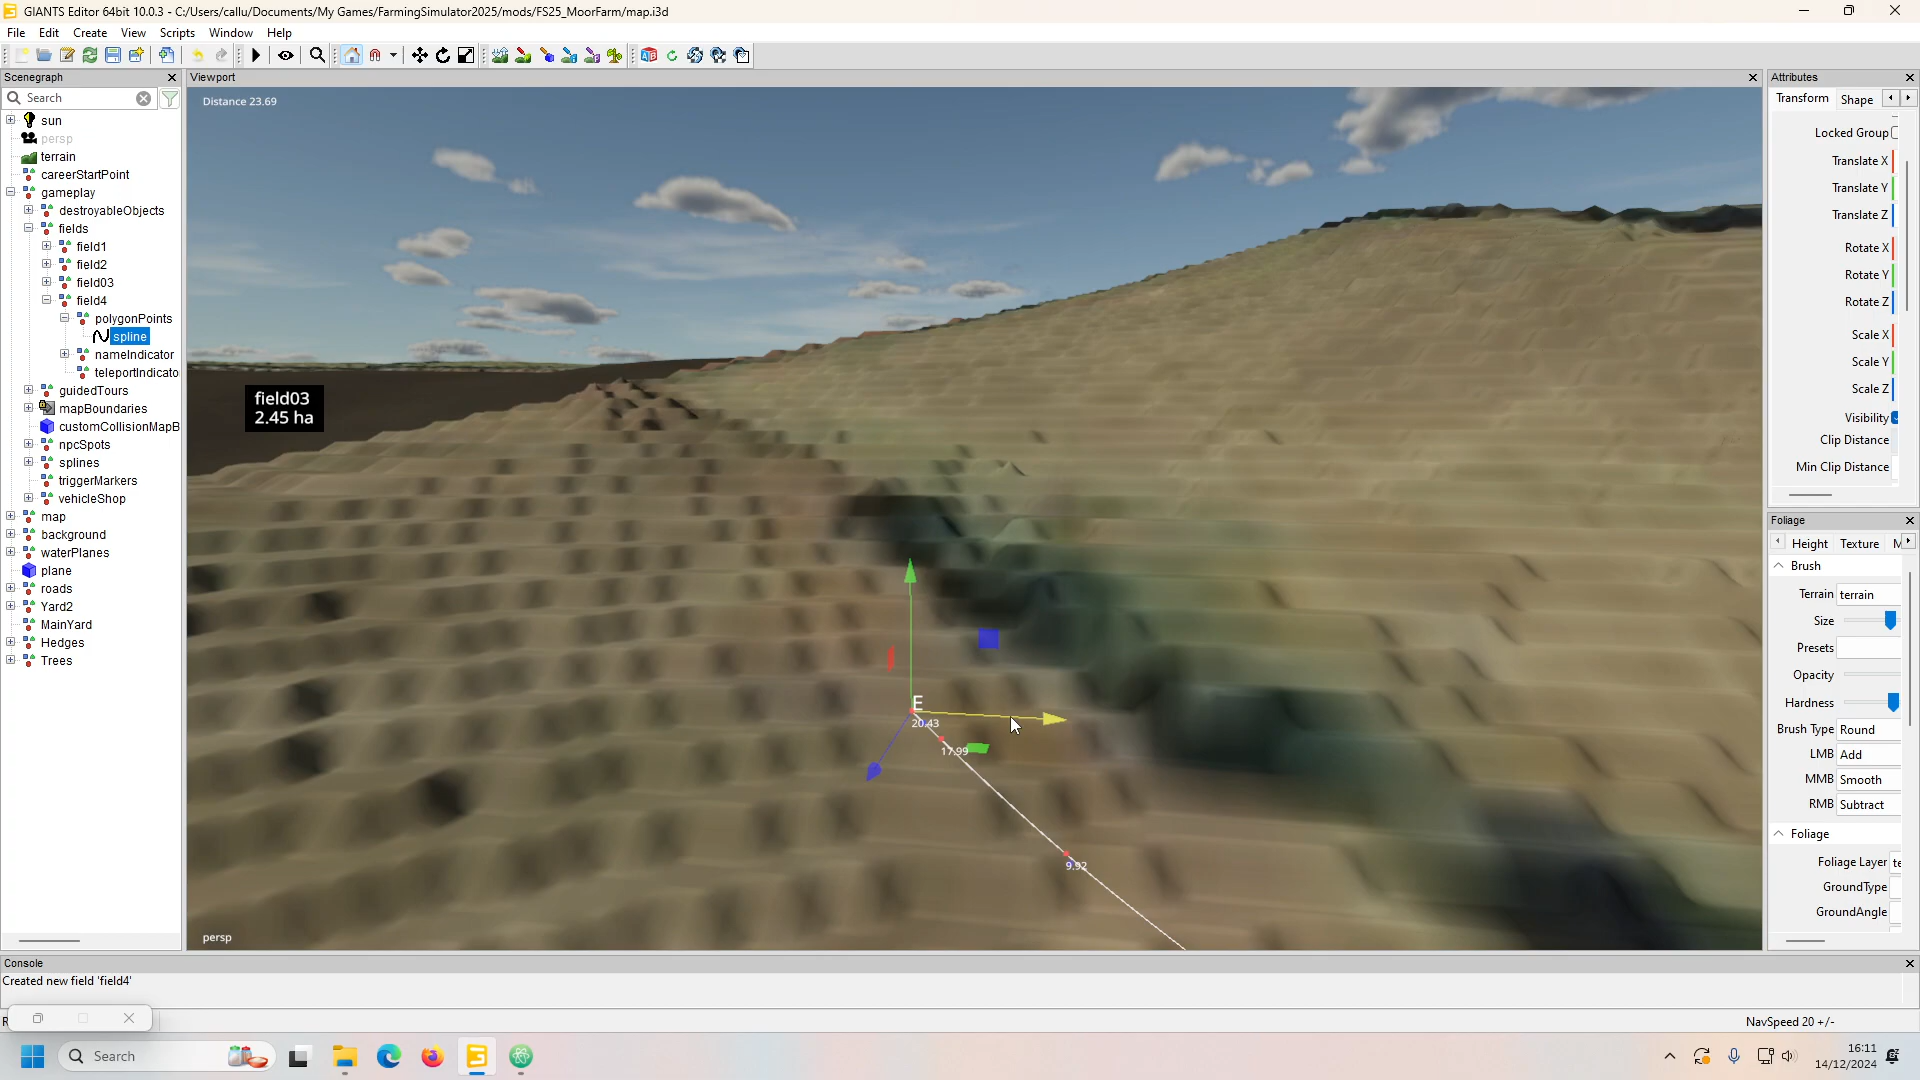 GIANTS Editor 64bit 10.0.3 - C:/Users/callu/Documents/My Games/FarmingSimulator2025/mods/FS25_MoorFarm/map.i3d
File Edit Create View Scripts Window Help
Scenegraph
Search
sun
persp
terrain
careerStartPoint
gameplay
destroyableObjects
fields
field1
field2
field03
field4
polygonPoints
spline
nameIndicator
teleportIndicato
guidedTours
mapBoundaries
customCollisionMapB
npcSpots
splines
triggerMarkers
vehicleShop
map
background
waterPlanes
plane
roads
Yard2
MainYard
Hedges
Trees
Viewport
Distance 23.69
field03
2.45 ha
E
20.43
17.99
9.92
persp
Attributes
Transform Shape
Locked Group
Translate X
Translate Y
Translate Z
Rotate X
Rotate Y
Rotate Z
Scale X
Scale Y
Scale Z
Visibility
Clip Distance
Min Clip Distance
Foliage
Height Texture M
Brush
Terrain terrain
Size
Presets
Opacity
Hardness
Brush Type Round
LMB Add
MMB Smooth
RMB Subtract
Foliage
Foliage Layer te
GroundType
GroundAngle
Console
Created new field 'field4'
R
NavSpeed 20 +/-
Search
16:11
14/12/2024